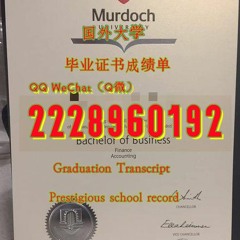 Murdoch
UNIVERSITY
国外大学
毕业证书成绩单
QQ WeChat（Q微）
2228960192
Bachelor of Business
Finance
Accounting
Graduation Transcript
Prestigious school record